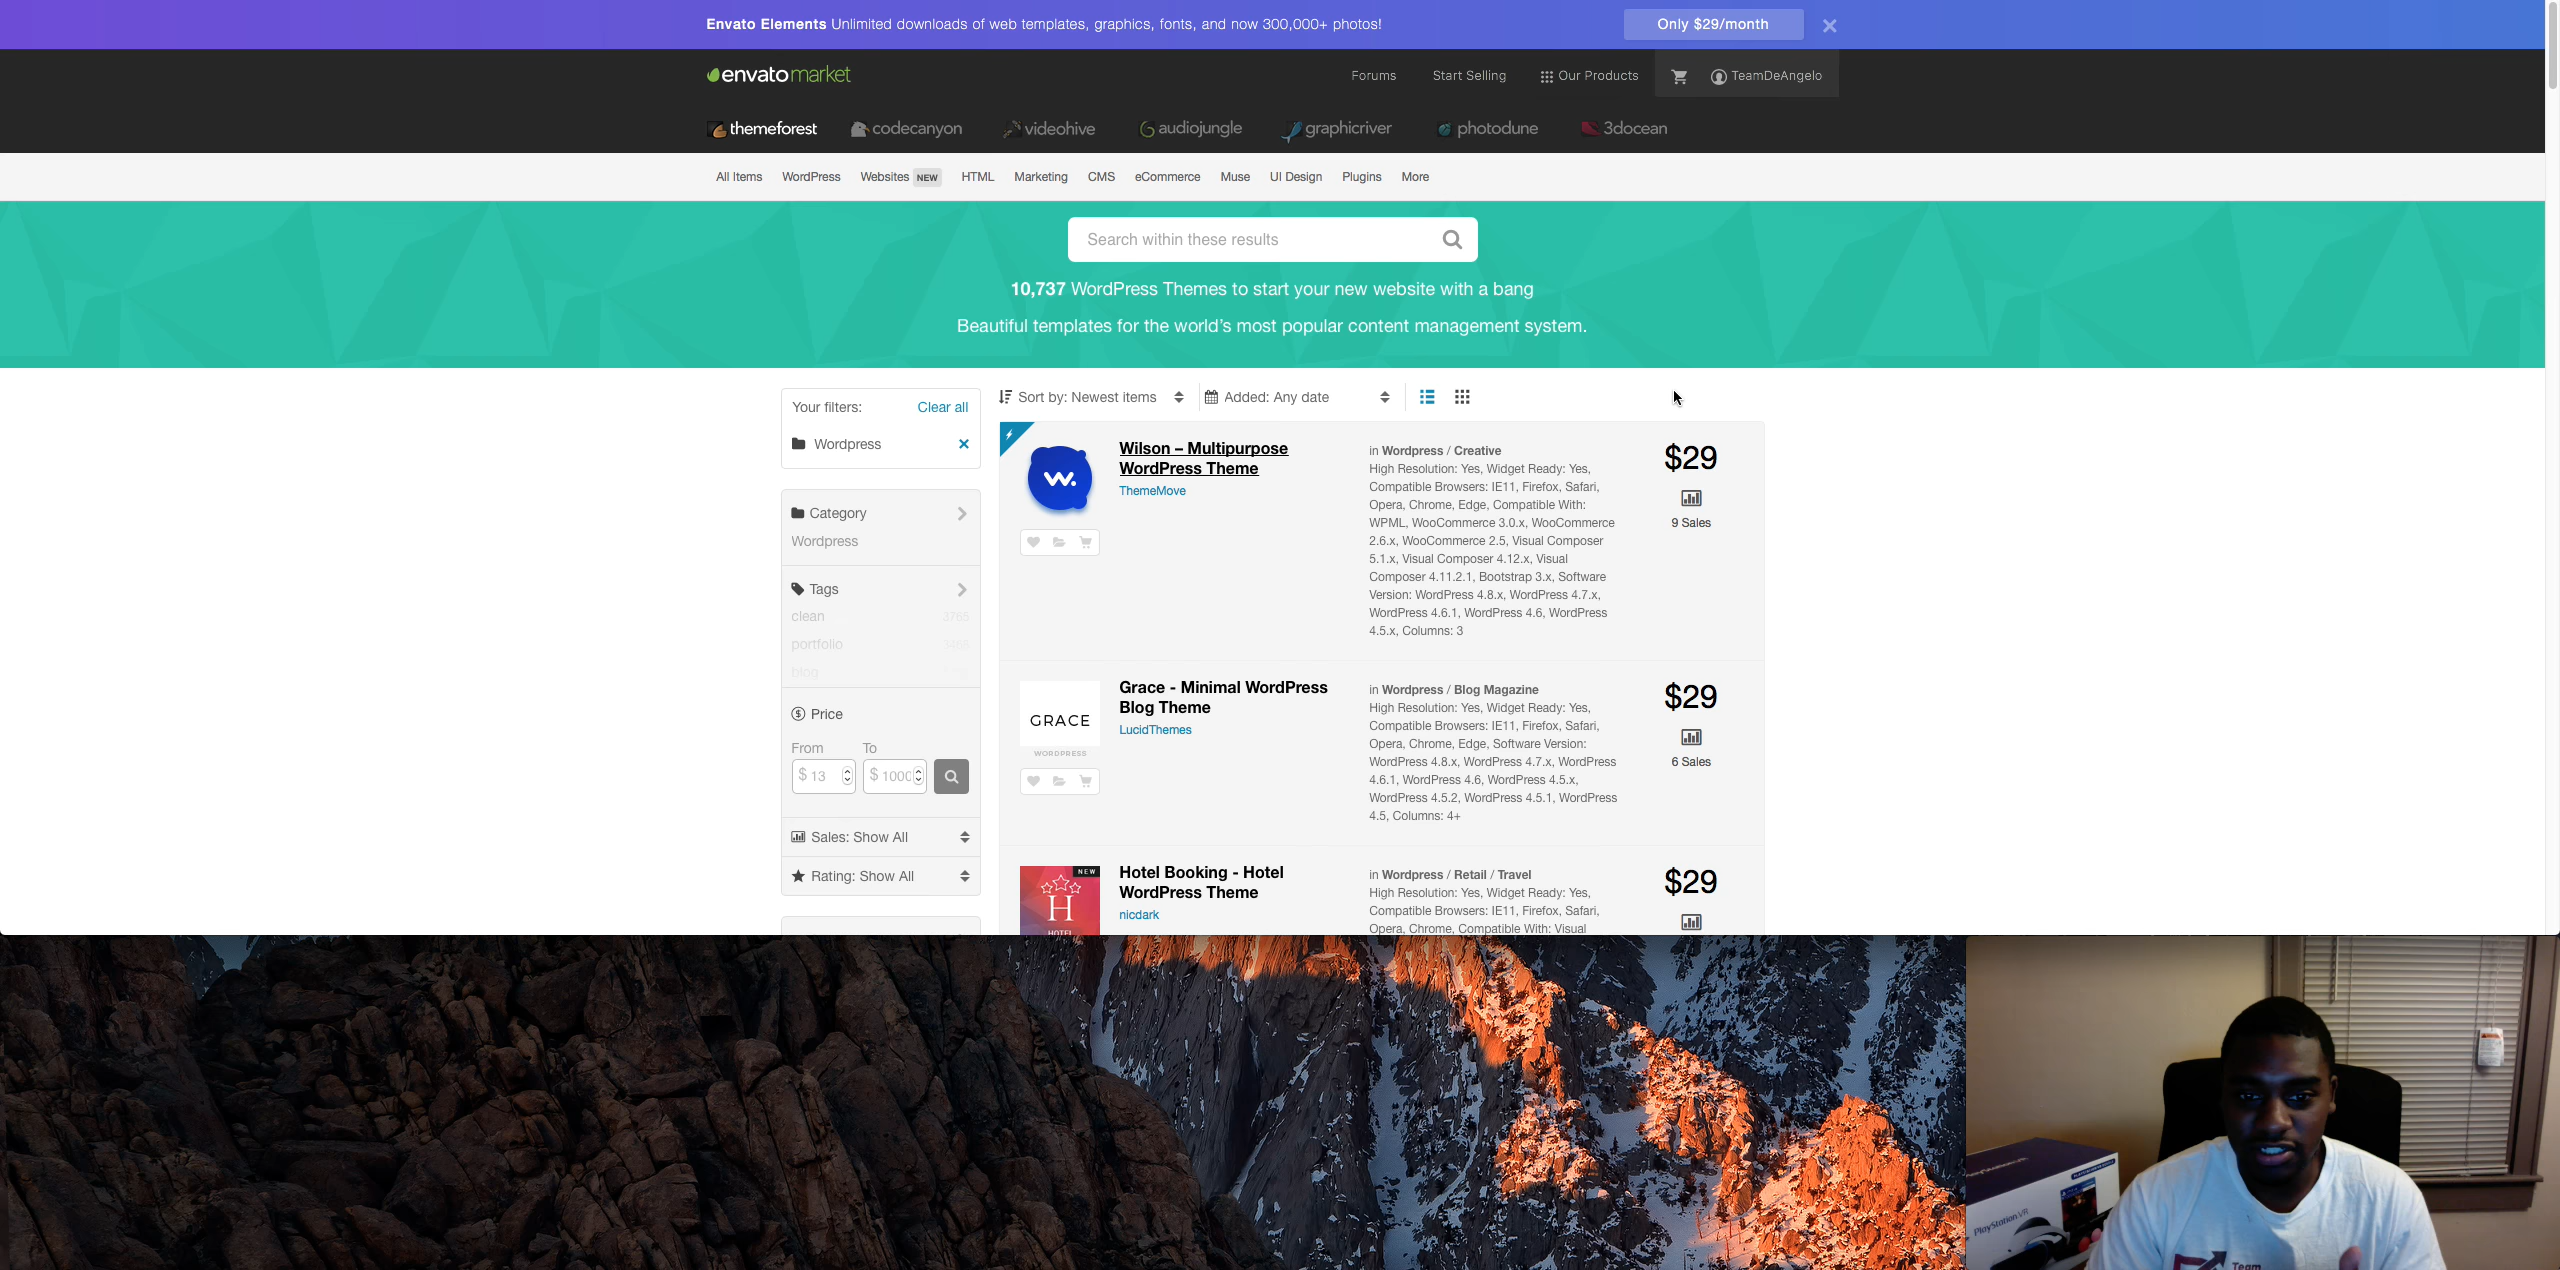 Envato Elements Unlimited downloads of web templates, graphics, fonts, and now 300,000+ photos!
Only $29/month
envatomarket
Forums
Start Selling
Our Products
TeamDeAngelo
themeforest
codecanyon
videohive
audiojungle
graphicriver
photodune
3docean
All Items
WordPress
Websites NEW
HTML
Marketing
CMS
eCommerce
Muse
UI Design
Plugins
More
Search within these results
10,737 WordPress Themes to start your new website with a bang
Beautiful templates for the world's most popular content management system.
Your filters:
Clear all
Wordpress
Category
Wordpress
Tags
clean 3765
portfolio
blog
Price
From
To
$ 13
$ 1000
Sales: Show All
Rating: Show All
Sort by: Newest items
Added: Any date
w.
Wilson – Multipurpose
WordPress Theme
ThemeMove
in Wordpress / Creative
High Resolution: Yes, Widget Ready: Yes,
Compatible Browsers: IE11, Firefox, Safari,
Opera, Chrome, Edge, Compatible With:
WPML, WooCommerce 3.0.x, WooCommerce
2.6.x, WooCommerce 2.5, Visual Composer
5.1.x, Visual Composer 4.12.x, Visual
Composer 4.11.2.1, Bootstrap 3.x, Software
Version: WordPress 4.8.x, WordPress 4.7.x,
WordPress 4.6.1, WordPress 4.6, WordPress
4.5.x, Columns: 3
$29
9 Sales
GRACE
WORDPRESS
Grace - Minimal WordPress
Blog Theme
LucidThemes
in Wordpress / Blog Magazine
High Resolution: Yes, Widget Ready: Yes,
Compatible Browsers: IE11, Firefox, Safari,
Opera, Chrome, Edge, Software Version:
WordPress 4.8.x, WordPress 4.7.x, WordPress
4.6.1, WordPress 4.6, WordPress 4.5.x,
WordPress 4.5.2, WordPress 4.5.1, WordPress
4.5, Columns: 4+
$29
6 Sales
NEW
H
HOTEL
Hotel Booking - Hotel
WordPress Theme
nicdark
in Wordpress / Retail / Travel
High Resolution: Yes, Widget Ready: Yes,
Compatible Browsers: IE11, Firefox, Safari,
Opera, Chrome, Compatible With: Visual
$29
PlayStation VR
Team